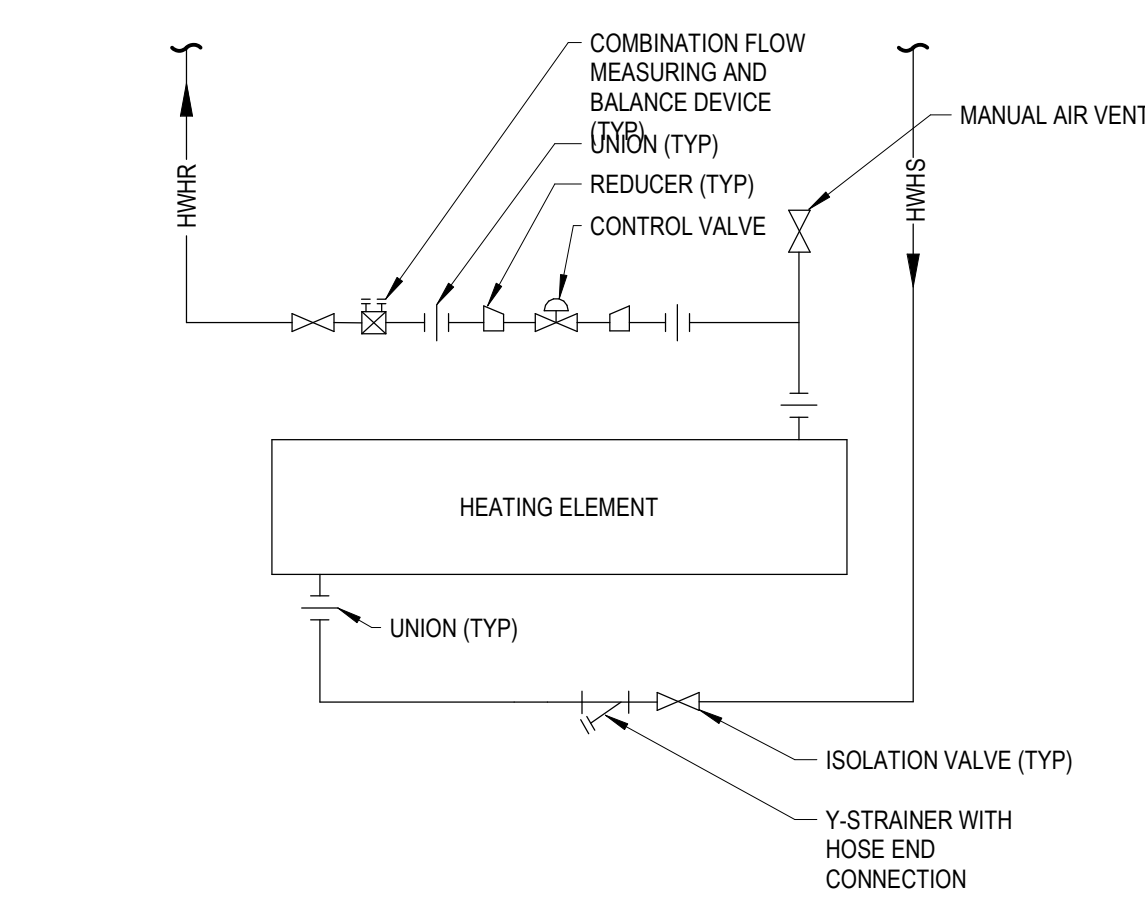 COMBINATION FLOW
MEASURING AND
BALANCE DEVICE
(TYP)
UNION (TYP)
REDUCER (TYP)
CONTROL VALVE
MANUAL AIR VENT
HWHR
HWHS
HEATING ELEMENT
UNION (TYP)
ISOLATION VALVE (TYP)
Y-STRAINER WITH
HOSE END
CONNECTION